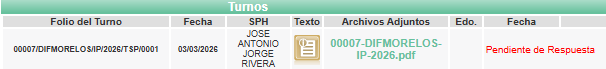 Turnos
Folio del Turno Fecha SPH Texto Archivos Adjuntos Edo. Fecha
00007/DIFMORELOS/IP/2026/TSP/0001 03/03/2026 JOSE ANTONIO JORGE RIVERA 00007-DIFMORELOS-IP-2026.pdf Pendiente de Respuesta